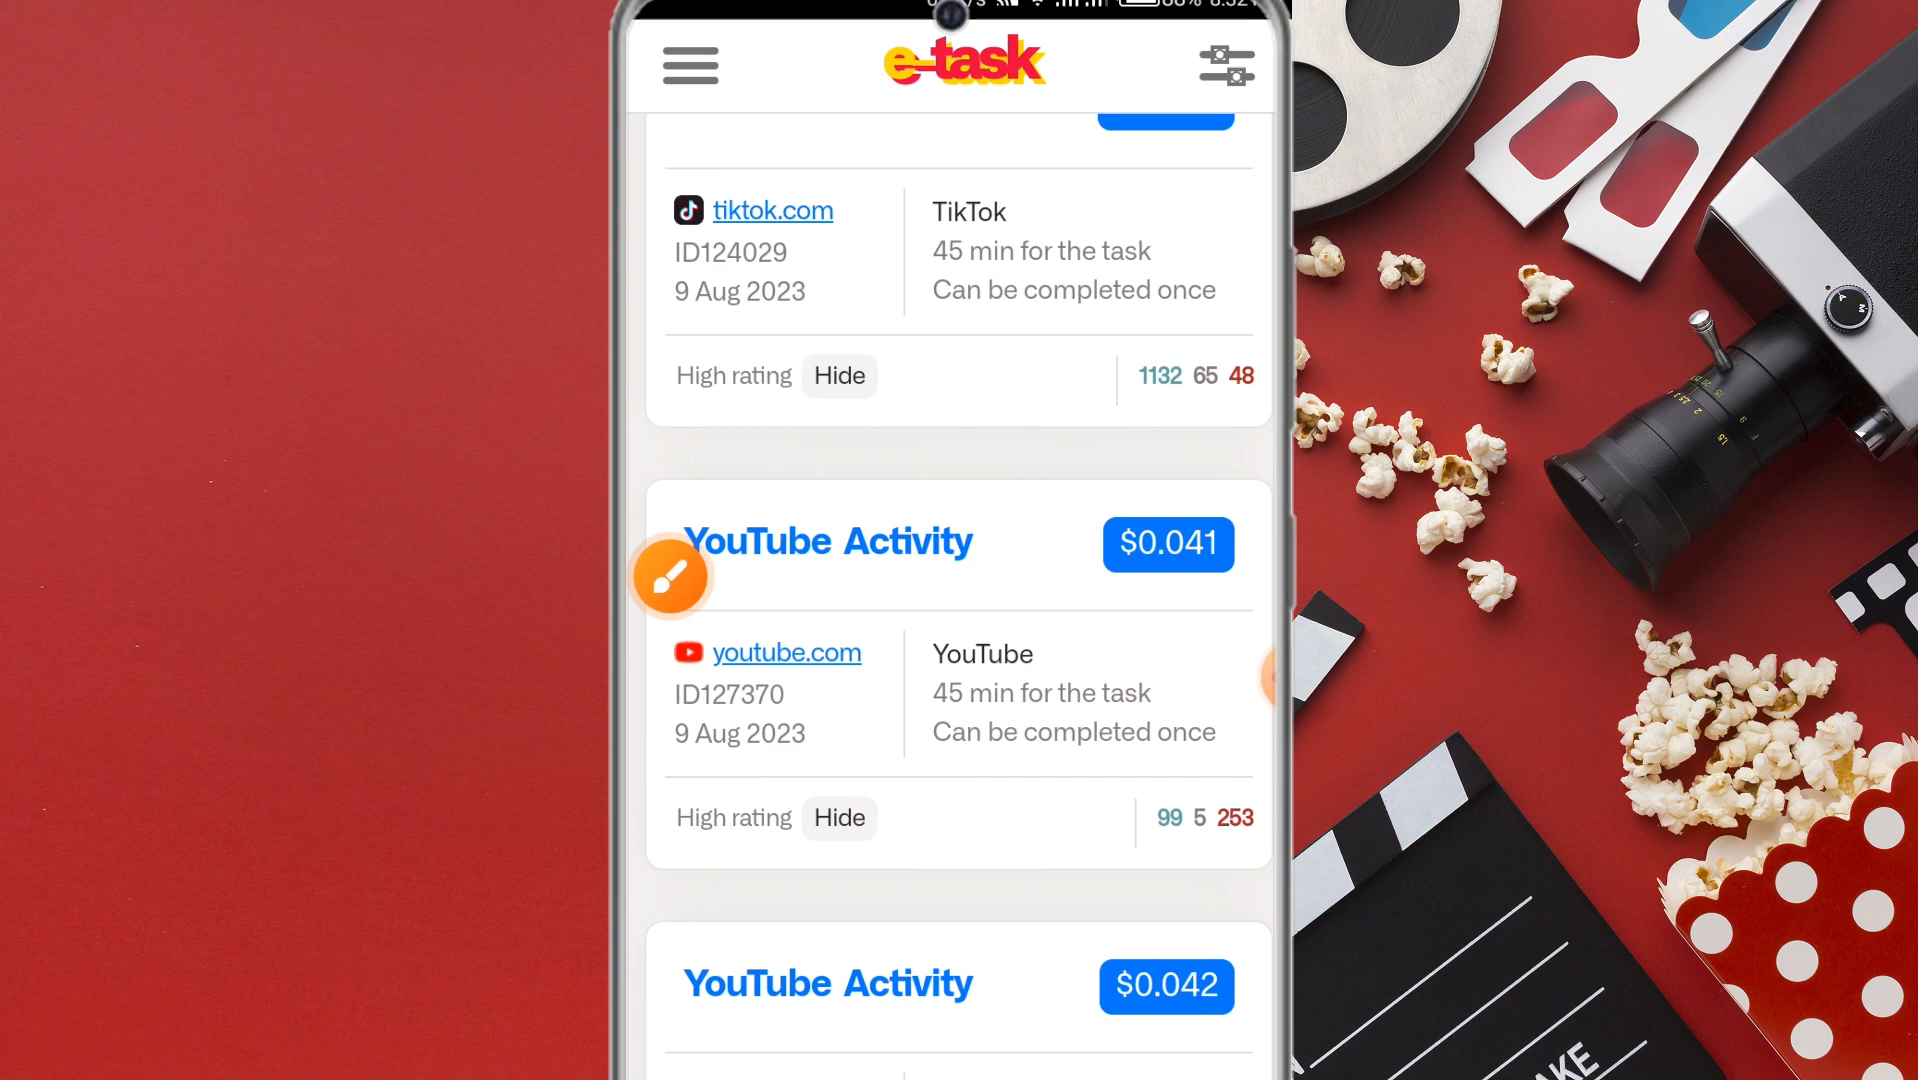 e-task
tiktok.com
ID124029
9 Aug 2023
TikTok
45 min for the task
Can be completed once
High rating Hide
1132 65 48
YouTube Activity
$0.041
youtube.com
ID127370
9 Aug 2023
YouTube
45 min for the task
Can be completed once
High rating Hide
99 5 253
YouTube Activity
$0.042